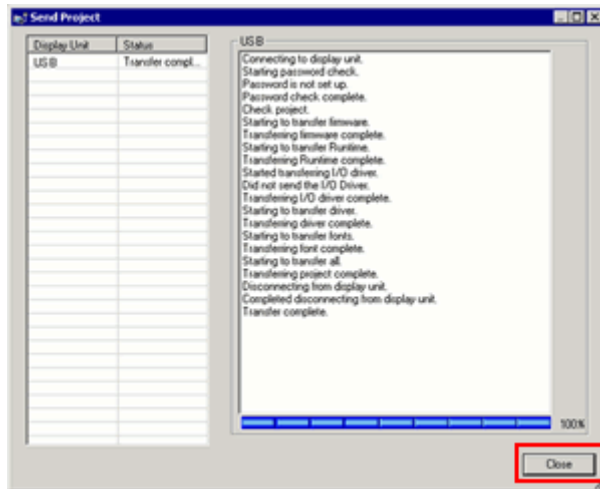 Send Project
Display Unit Status
USB Transfer compl...
USB
Connecting to display unit.
Starting password check.
Password is not set up.
Password check complete.
Check project.
Starting to transfer firmware.
Transferring firmware complete.
Starting to transfer Runtime.
Transferring Runtime complete.
Started transferring I/O driver.
Did not send the I/O Driver.
Transferring I/O driver complete.
Starting to transfer driver.
Transferring driver complete.
Starting to transfer fonts.
Transferring font complete.
Starting to transfer all.
Transferring project complete.
Disconnecting from display unit.
Completed disconnecting from display unit.
Transfer complete.
100%
Close